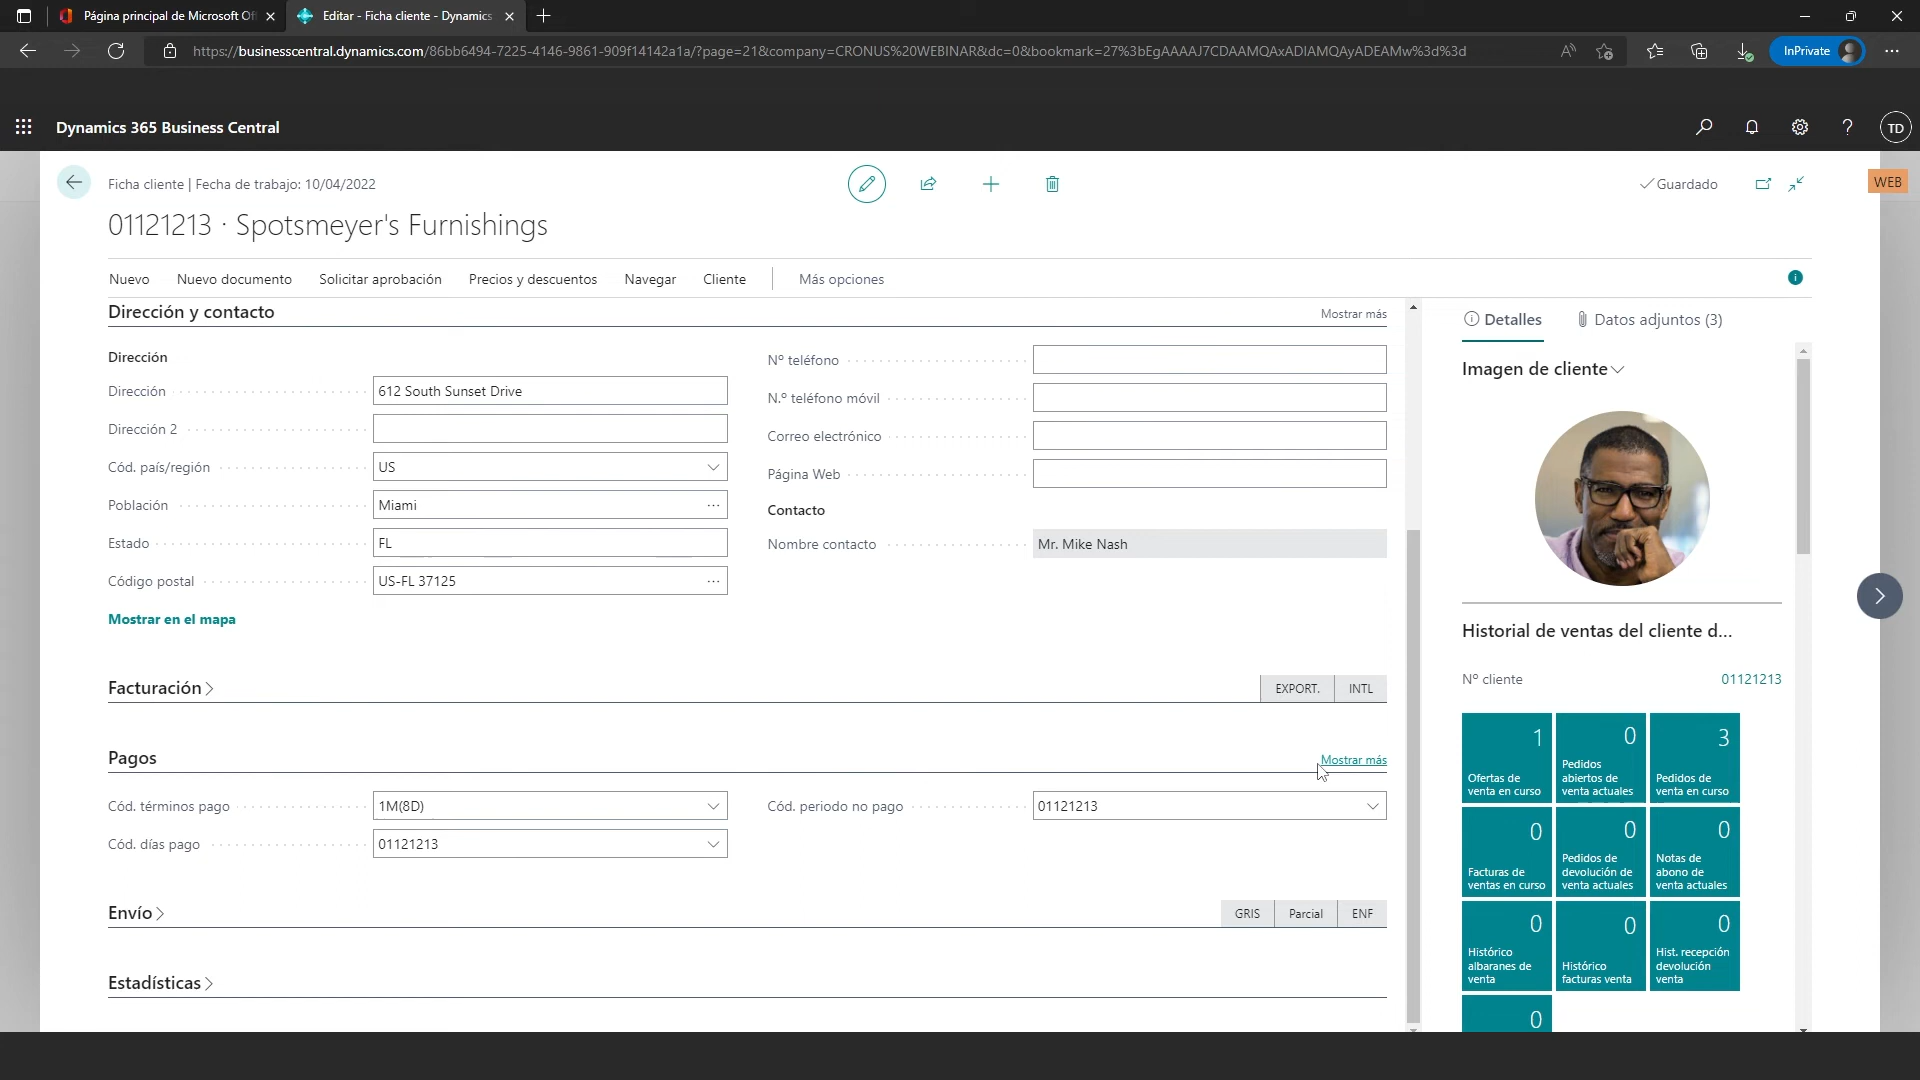 Página principal de Microsoft Of
Editar - Ficha cliente - Dynamics
https://businesscentral.dynamics.com/86bb6494-7225-4146-9861-909f14142a1a/?page=21&company=CRONUS%20WEBINAR&dc=0&bookmark=27%3bEgAAAAJ7CDAAMQAxADIAMQAyADEAMw%3d%3d
InPrivate
Dynamics 365 Business Central
TD
Ficha cliente | Fecha de trabajo: 10/04/2022
Guardado
WEB
01121213 · Spotsmeyer's Furnishings
Nuevo
Nuevo documento
Solicitar aprobación
Precios y descuentos
Navegar
Cliente
Más opciones
Dirección y contacto
Mostrar más
Dirección
Dirección
612 South Sunset Drive
Dirección 2
Cód. país/región
US
Población
Miami
Estado
FL
Código postal
US-FL 37125
Mostrar en el mapa
Nº teléfono
N.º teléfono móvil
Correo electrónico
Página Web
Contacto
Nombre contacto
Mr. Mike Nash
Facturación
EXPORT.
INTL
Pagos
Mostrar más
Cód. términos pago
1M(8D)
Cód. días pago
01121213
Cód. periodo no pago
01121213
Envío
GRIS
Parcial
ENF
Estadísticas
Detalles
Datos adjuntos (3)
Imagen de cliente
Historial de ventas del cliente d...
Nº cliente
01121213
1
Ofertas de
venta en curso
0
Pedidos
abiertos de
venta actuales
3
Pedidos de
venta en curso
0
Facturas de
ventas en curso
0
Pedidos de
devolución de
venta actuales
0
Notas de
abono de
venta actuales
0
Histórico
albaranes de
venta
0
Histórico
facturas venta
0
Hist. recepción
devolución
venta
0